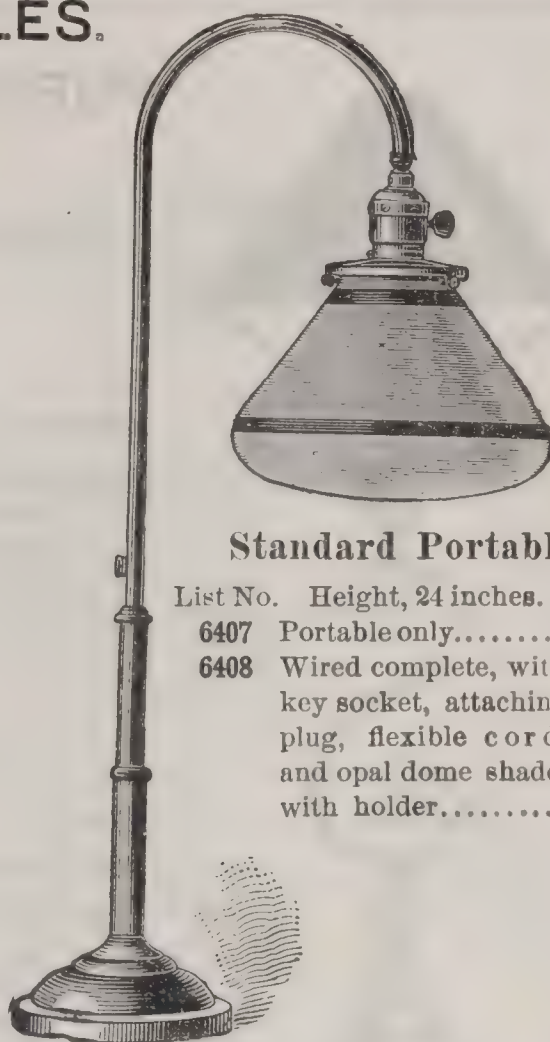 LES.
Standard Portabl
List No. Height, 24 inches.
6407 Portable only........
6408 Wired complete, wit
key socket, attachin
plug, flexible cor
and opal dome shad
with holder.........